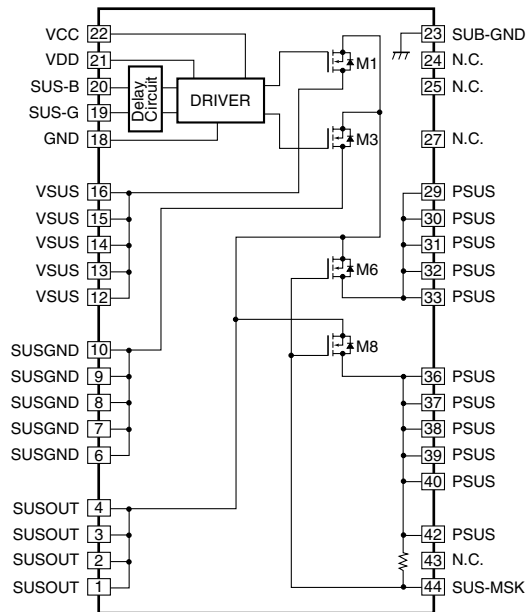 VCC 22
VDD 21
SUS-B 20
SUS-G 19
GND 18
VSUS 16
VSUS 15
VSUS 14
VSUS 13
VSUS 12
SUSGND 10
SUSGND 9
SUSGND 8
SUSGND 7
SUSGND 6
SUSOUT 4
SUSOUT 3
SUSOUT 2
SUSOUT 1
Delay
Circuit
DRIVER
M1
M3
M6
M8
23 SUB-GND
24 N.C.
25 N.C.
27 N.C.
29 PSUS
30 PSUS
31 PSUS
32 PSUS
33 PSUS
36 PSUS
37 PSUS
38 PSUS
39 PSUS
40 PSUS
42 PSUS
43 N.C.
44 SUS-MSK